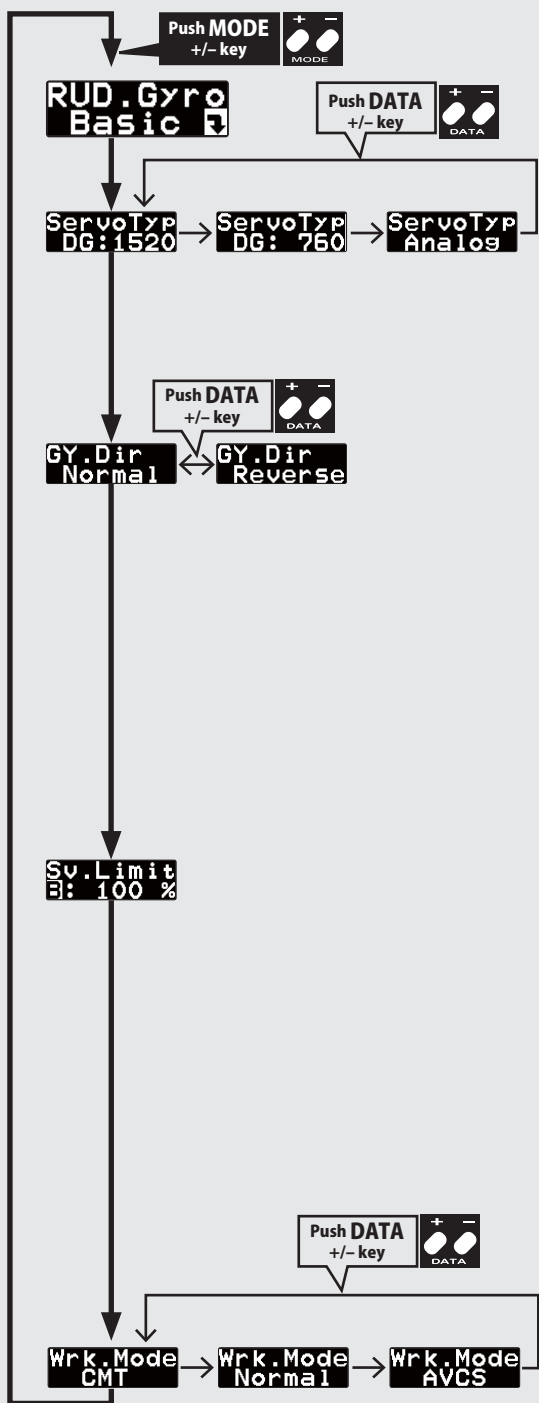 Push MODE
+/– key
+ −
MODE
RUD.Gyro
Basic
Push DATA
+/– key
+ −
DATA
ServoTyp
DG:1520
ServoTyp
DG: 760
ServoTyp
Analog
Push DATA
+/– key
+ −
DATA
GY.Dir
Normal
GY.Dir
Reverse
Sv.Limit
B: 100 %
Push DATA
+/– key
+ −
DATA
Wrk.Mode
CMT
Wrk.Mode
Normal
Wrk.Mode
AVCS